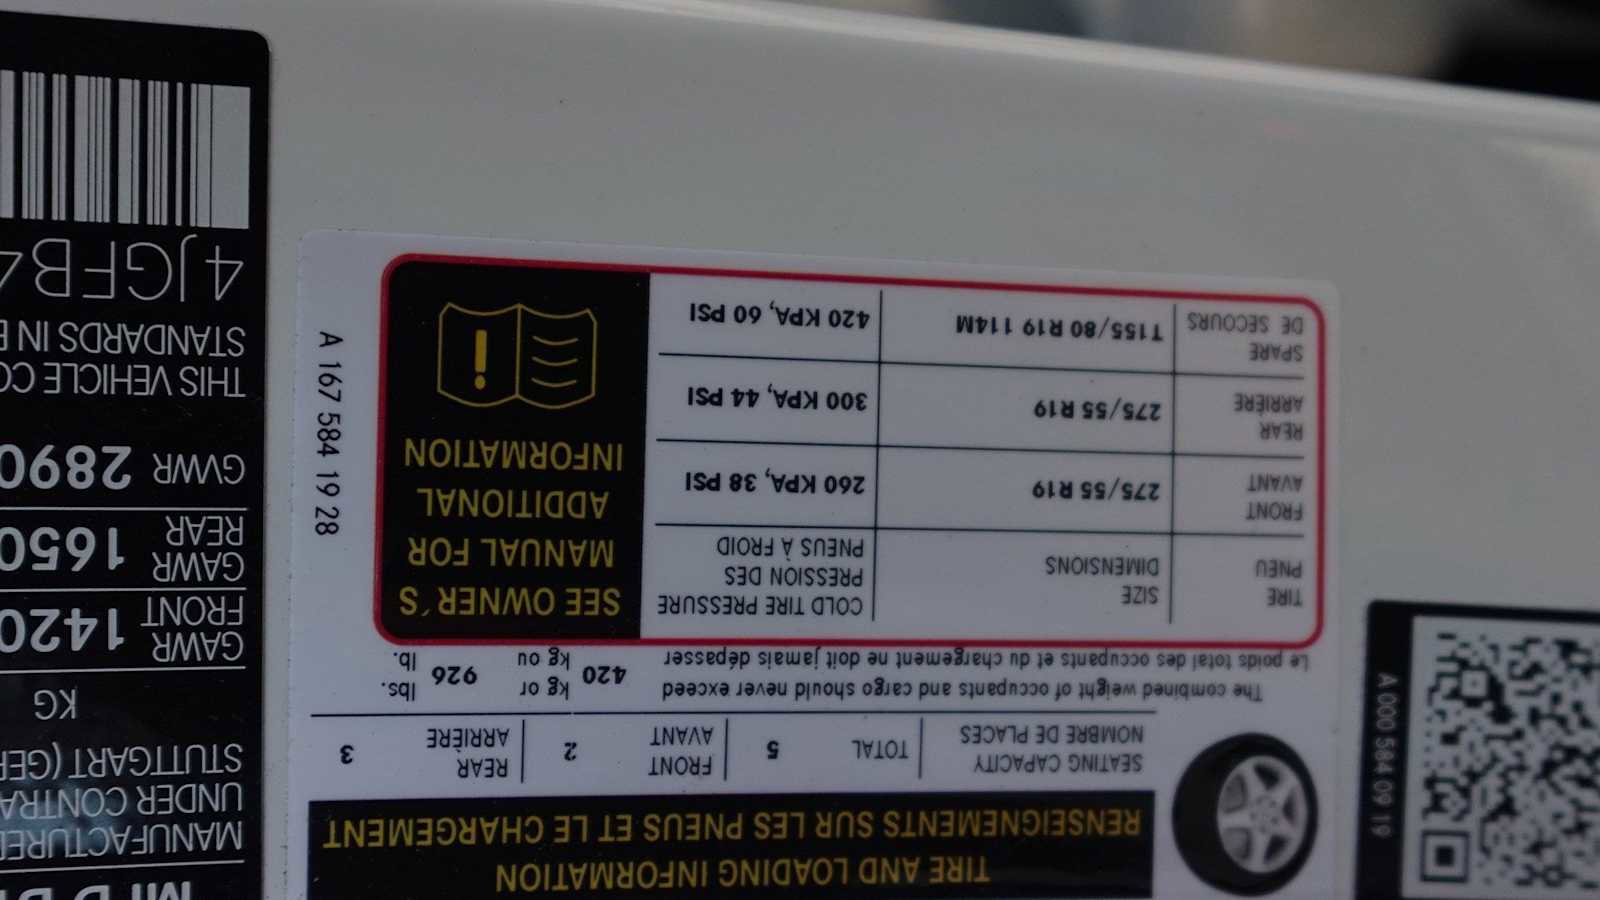 TIRE AND LOADING INFORMATION
RENSEIGNEMENTS SUR LES PNEUS ET LE CHARGEMENT
SEATING CAPACITY
NOMBRE DE PLACES
TOTAL 5
FRONT
AVANT 2
REAR
ARRIÈRE 3
The combined weight of occupants and cargo should never exceed
Le poids total des occupants et du chargement ne doit jamais dépasser
420 kg or
kg ou
926 lbs.
lb.
TIRE
PNEU
SIZE
DIMENSIONS
COLD TIRE PRESSURE
PRESSION DES
PNEUS À FROID
FRONT
AVANT
275/55 R19
260 KPA, 38 PSI
REAR
ARRIÈRE
275/55 R19
300 KPA, 44 PSI
SPARE
DE SECOURS
T155/80 R19 114M
420 KPA, 60 PSI
SEE OWNER'S
MANUAL FOR
ADDITIONAL
INFORMATION
A 167 584 19 28
A 000 584 09 19
UNDER
STUTTGART
KG
GAWR
FRONT 1420
GAWR
REAR 1650
GVWR 2890
THIS VEHICLE
STANDARDS IN
4JGFB4